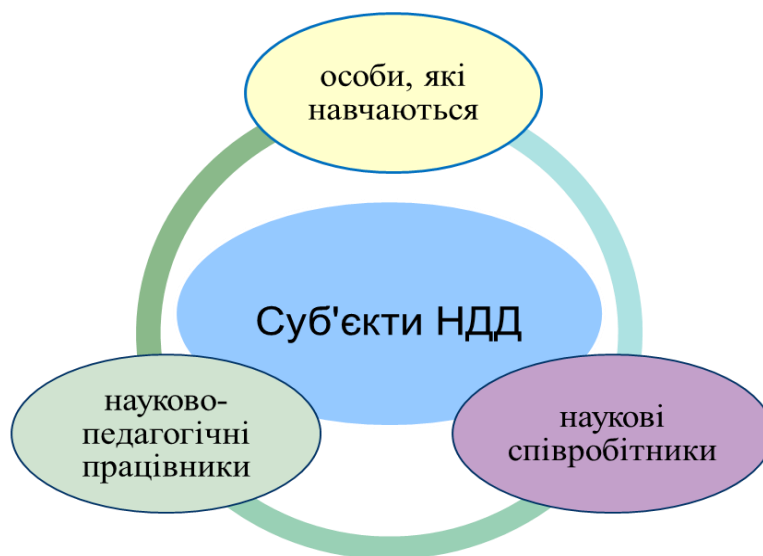 особи, які
навчаються
Суб'єкти НДД
науково-
педагогічні
працівники
наукові
співробітники